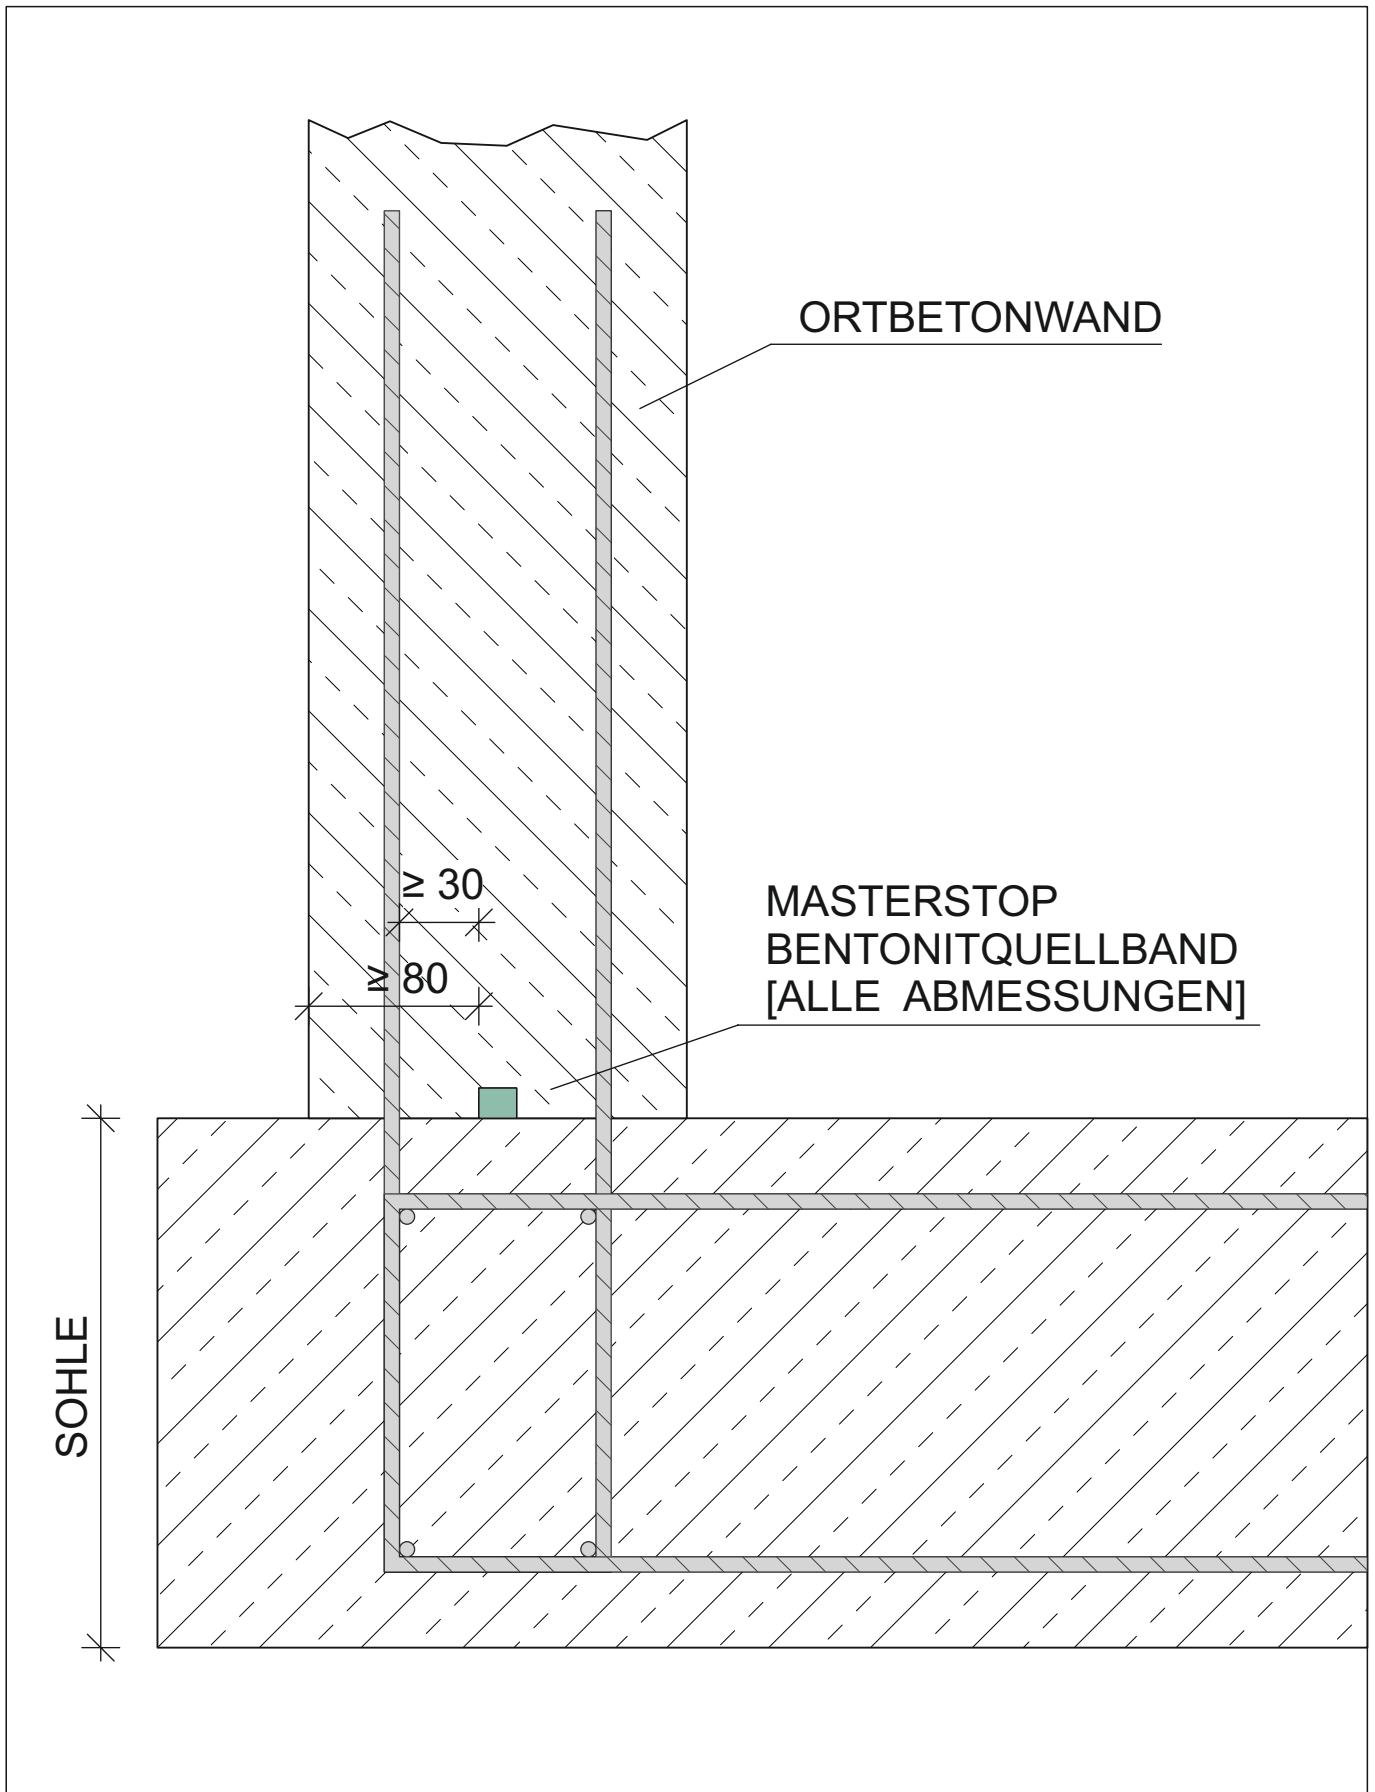 ORTBETONWAND
≥ 30
≥ 80
MASTERSTOP
BENTONITQUELLBAND
[ALLE ABMESSUNGEN]
SOHLE